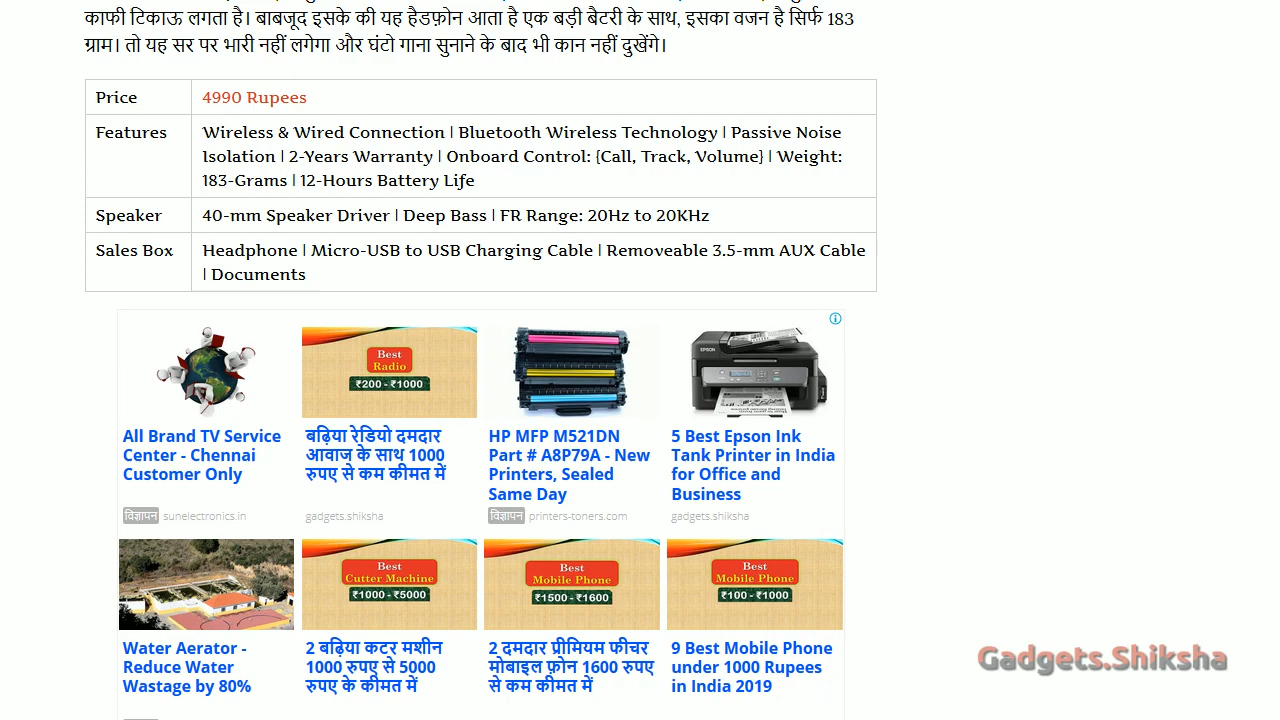 काफी टिकाऊ लगता है। बाबजूद इसके की यह हैडफ़ोन आता है एक बड़ी बैटरी के साथ, इसका वजन है सिर्फ 183
ग्राम। तो यह सर पर भारी नहीं लगेगा और घंटो गाना सुनाने के बाद भी कान नहीं दुखेंगे।
Price 4990 Rupees
Features Wireless & Wired Connection | Bluetooth Wireless Technology | Passive Noise
Isolation | 2-Years Warranty | Onboard Control: {Call, Track, Volume} | Weight:
183-Grams | 12-Hours Battery Life
Speaker 40-mm Speaker Driver | Deep Bass | FR Range: 20Hz to 20KHz
Sales Box Headphone | Micro-USB to USB Charging Cable | Removeable 3.5-mm AUX Cable
| Documents
Best
Radio
₹200 - ₹1000
EPSON
All Brand TV Service
Center - Chennai
Customer Only
विज्ञापन sunelectronics.in
बढ़िया रेडियो दमदार
आवाज के साथ 1000
रुपए से कम कीमत में
gadgets.shiksha
HP MFP M521DN
Part # A8P79A - New
Printers, Sealed
Same Day
विज्ञापन printers-toners.com
5 Best Epson Ink
Tank Printer in India
for Office and
Business
gadgets.shiksha
Best
Cutter Machine
₹1000 - ₹5000
Best
Mobile Phone
₹1500 - ₹1600
Best
Mobile Phone
₹100 - ₹1000
Water Aerator -
Reduce Water
Wastage by 80%
2 बढ़िया कटर मशीन
1000 रुपए से 5000
रुपए के कीमत में
2 दमदार प्रीमियम फीचर
मोबाइल फ़ोन 1600 रुपए
से कम कीमत में
9 Best Mobile Phone
under 1000 Rupees
in India 2019
Gadgets.Shiksha